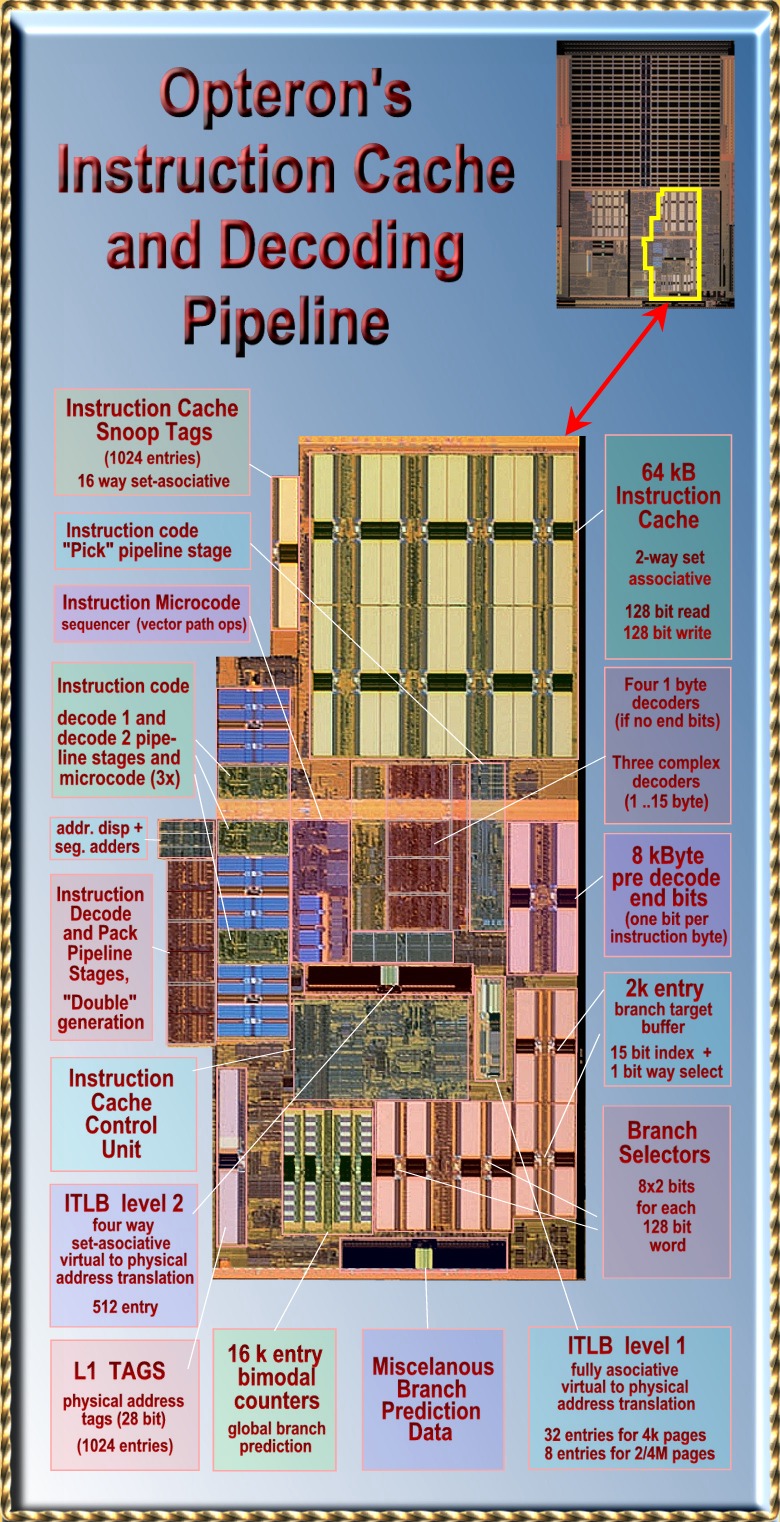 Opteron's
Instruction Cache
and Decoding
Pipeline
Instruction Cache
Snoop Tags
(1024 entries)
16 way set-asociative
Instruction code
"Pick" pipeline stage
Instruction Microcode
sequencer (vector path ops)
Instruction code
decode 1 and
decode 2 pipe-
line stages and
microcode (3x)
addr. disp +
seg. adders
Instruction
Decode
and Pack
Pipeline
Stages,
"Double"
generation
Instruction
Cache
Control
Unit
ITLB level 2
four way
set-asociative
virtual to physical
address translation
512 entry
L1 TAGS
physical address
tags (28 bit)
(1024 entries)
16 k entry
bimodal
counters
global branch
prediction
Miscelanous
Branch
Prediction
Data
64 kB
Instruction
Cache
2-way set
associative
128 bit read
128 bit write
Four 1 byte
decoders
(if no end bits)
Three complex
decoders
(1 ..15 byte)
8 kByte
pre decode
end bits
(one bit per
instruction byte)
2k entry
branch target
buffer
15 bit index +
1 bit way select
Branch
Selectors
8x2 bits
for each
128 bit
word
ITLB level 1
fully asociative
virtual to physical
address translation
32 entries for 4k pages
8 entries for 2/4M pages